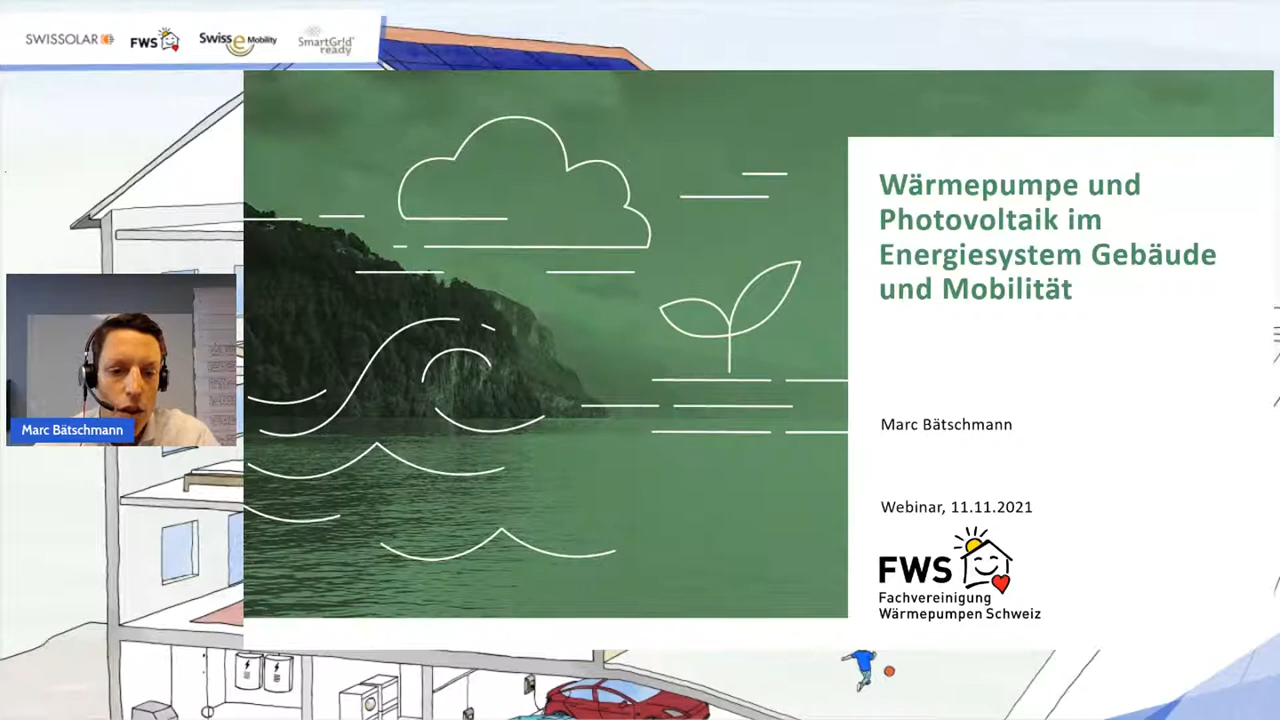 SWISSOLAR
FWS
Swiss eMobility
SmartGrid
ready
Wärmepumpe und
Photovoltaik im
Energiesystem Gebäude
und Mobilität
Marc Bätschmann
Marc Bätschmann
Webinar, 11.11.2021
FWS
Fachvereinigung
Wärmepumpen Schweiz